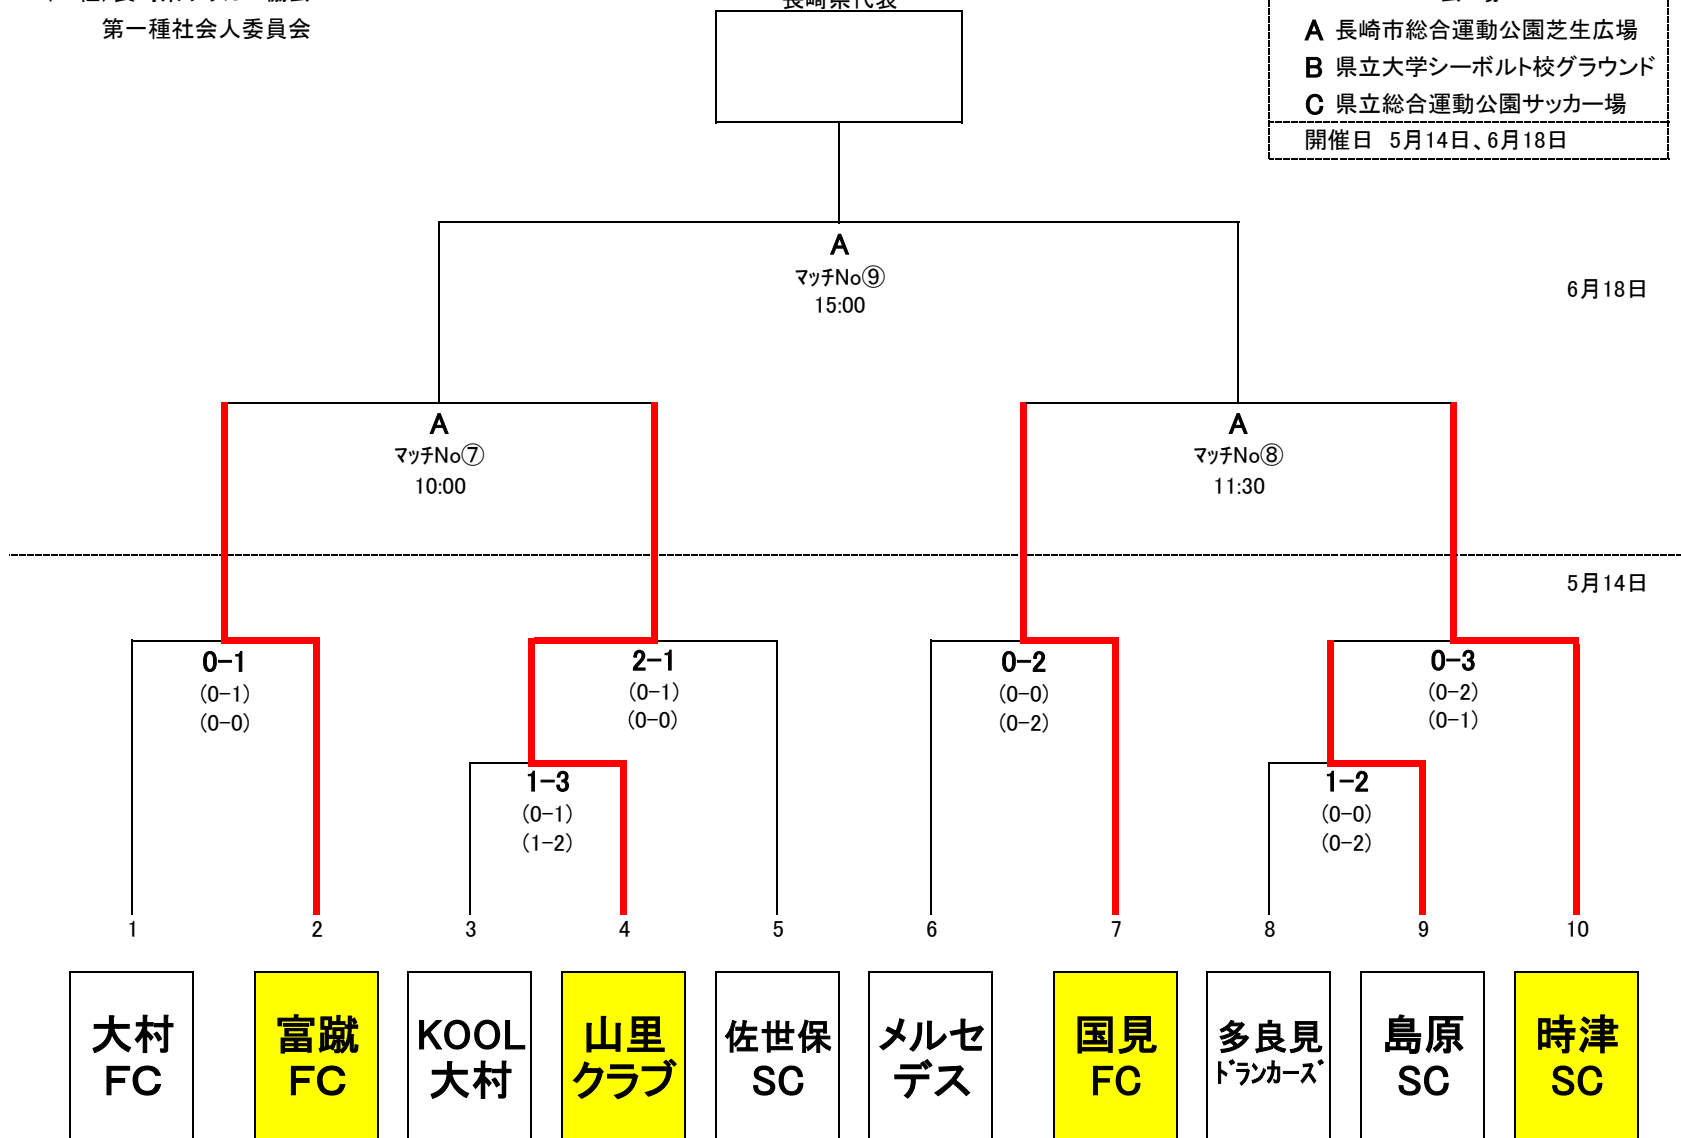 第一種社会人委員会
長崎県代表
A 長崎市総合運動公園芝生広場
B 県立大学シーボルト校グラウンド
C 県立総合運動公園サッカー場
開催日 5月14日、6月18日
A
マッチNo⑨
15:00
6月18日
A
マッチNo⑦
10:00
A
マッチNo⑧
11:30
5月14日
0-1
(0-1)
(0-0)
2-1
(0-1)
(0-0)
0-2
(0-0)
(0-2)
0-3
(0-2)
(0-1)
1-3
(0-1)
(1-2)
1-2
(0-0)
(0-2)
1 2 3 4 5 6 7 8 9 10
大村
FC
富蹴
FC
KOOL
大村
山里
クラブ
佐世保
SC
メルセ
デス
国見
FC
多良見
ドランカーズ
島原
SC
時津
SC